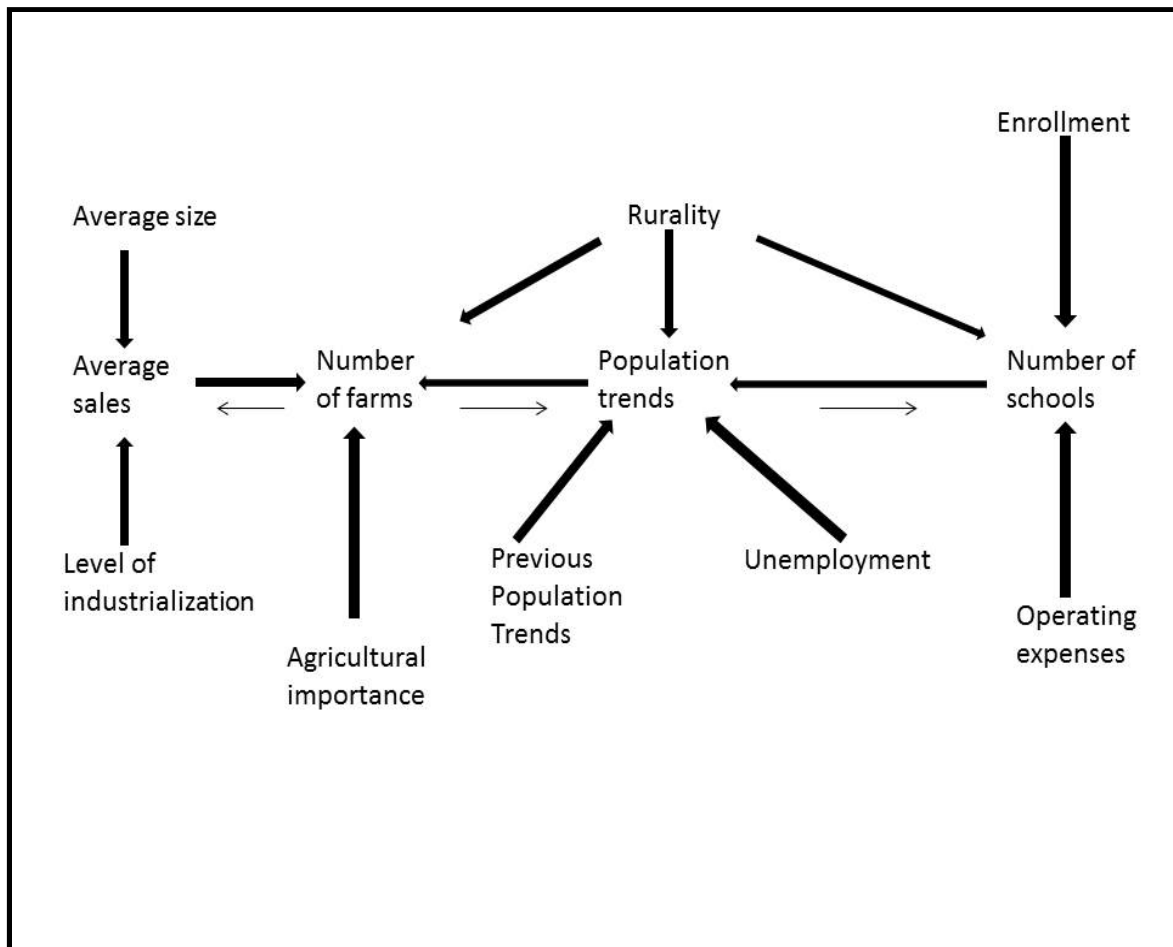 Enrollment
Average size
Rurality
Average
sales
Number
of farms
Population
trends
Number of
schools
Level of
industrialization
Previous
Population
Trends
Unemployment
Operating
expenses
Agricultural
importance